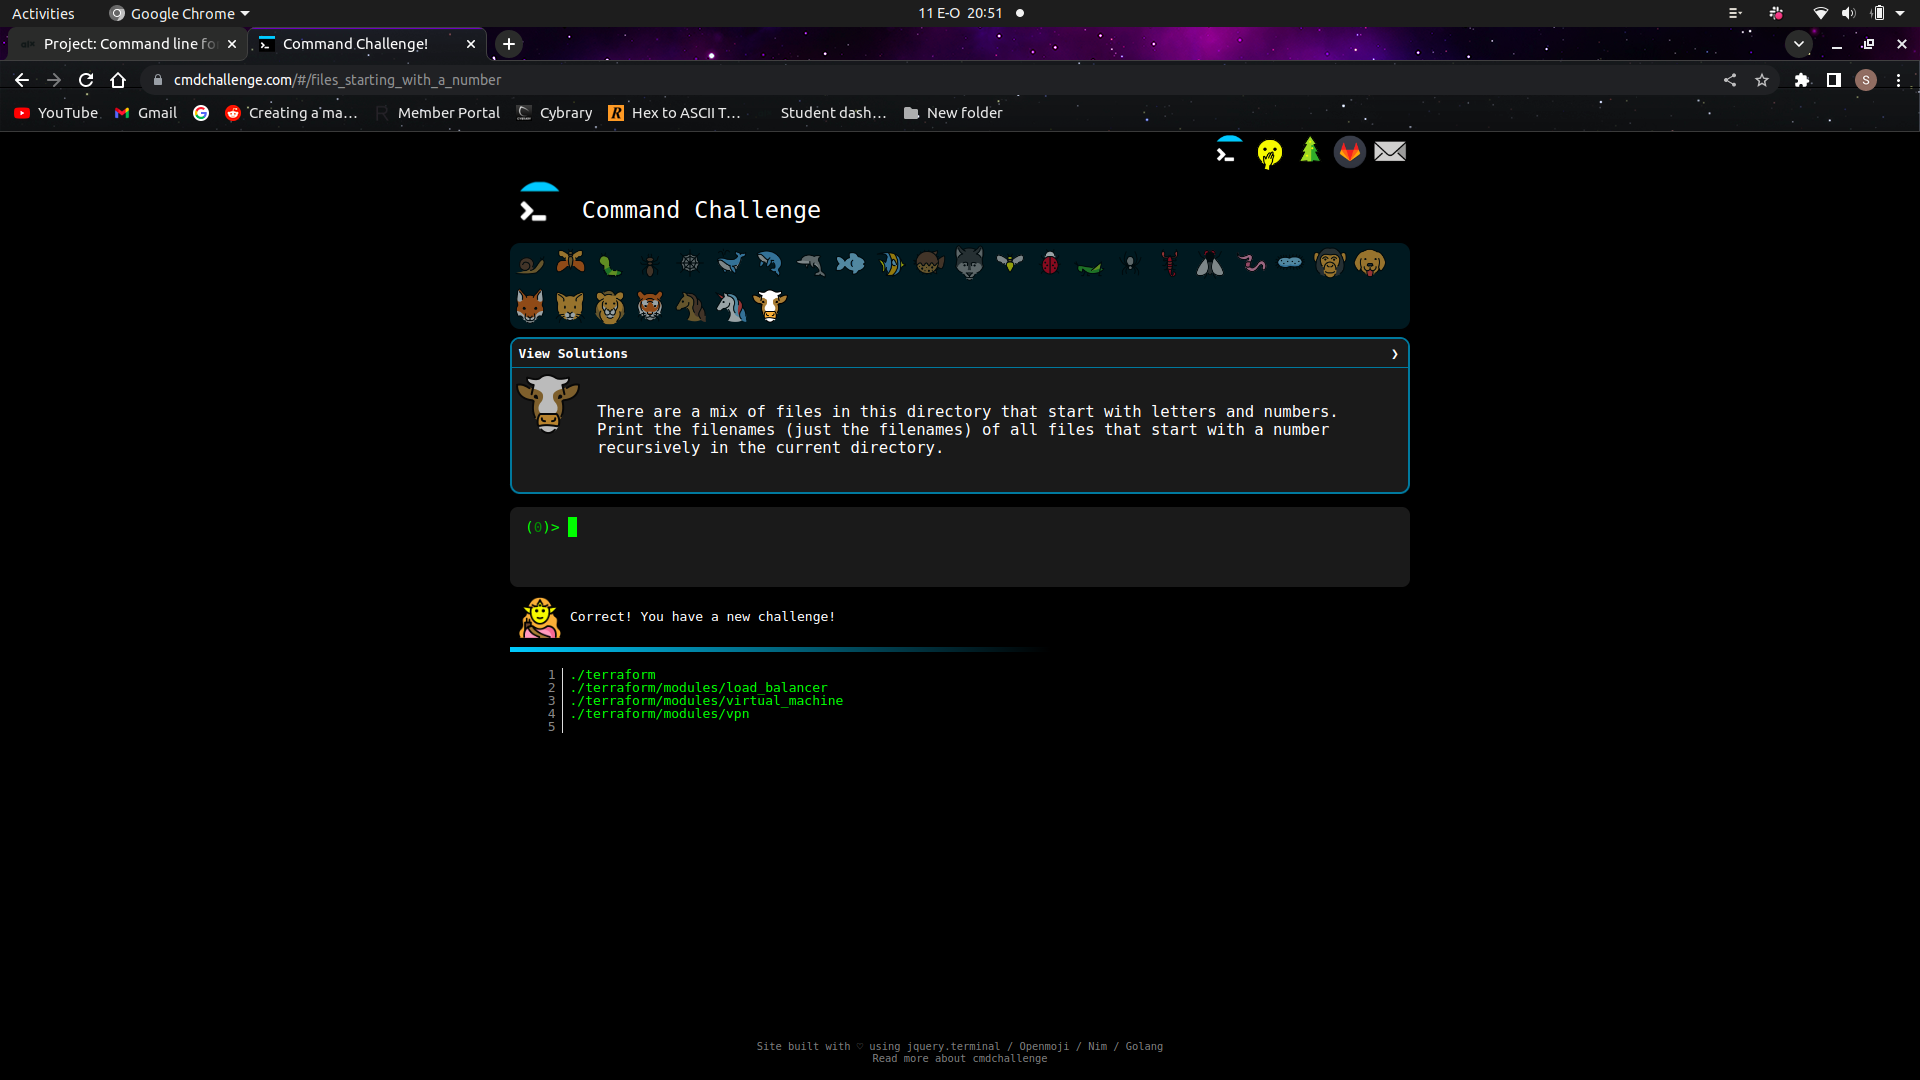 Activities
Google Chrome
11 E-O 20:51
Project: Command line fo
Command Challenge!
cmdchallenge.com/#/files_starting_with_a_number
S
YouTube
Gmail
Creating a ma…
Member Portal
Cybrary
Hex to ASCII T…
Student dash…
New folder
Command Challenge
View Solutions
There are a mix of files in this directory that start with letters and numbers.
Print the filenames (just the filenames) of all files that start with a number
recursively in the current directory.
(0)>
Correct! You have a new challenge!
1 ./terraform
2 ./terraform/modules/load_balancer
3 ./terraform/modules/virtual_machine
4 ./terraform/modules/vpn
5
Site built with ♡ using jquery.terminal / Openmoji / Nim / Golang
Read more about cmdchallenge